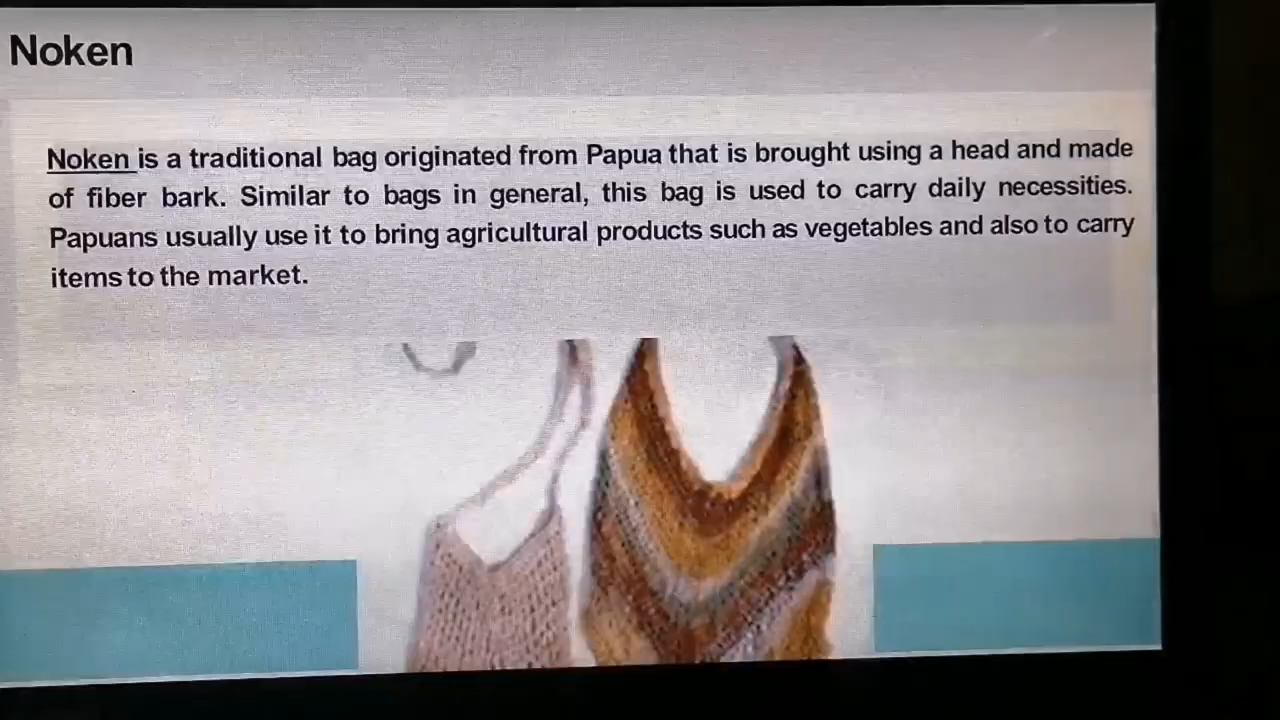 Noken
Noken is a traditional bag originated from Papua that is brought using a head and made
of fiber bark. Similar to bags in general, this bag is used to carry daily necessities.
Papuans usually use it to bring agricultural products such as vegetables and also to carry
items to the market.